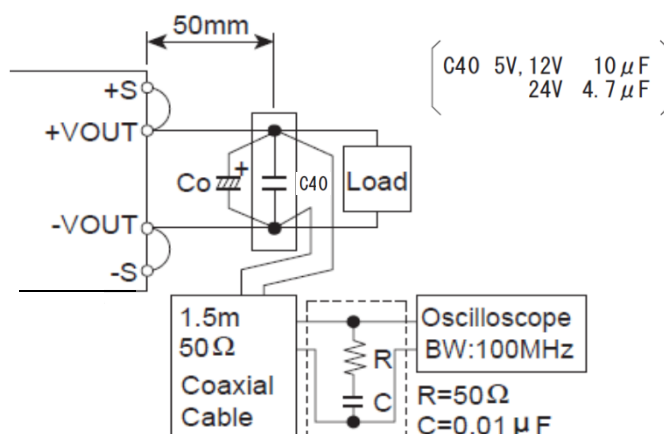 50mm
C40 5V, 12V 10μF
24V 4.7μF
+S
+VOUT
Co
+
C40
Load
-VOUT
-S
1.5m
50Ω
Coaxial
Cable
R
C
Oscilloscope
BW:100MHz
R=50Ω
C=0.01μF